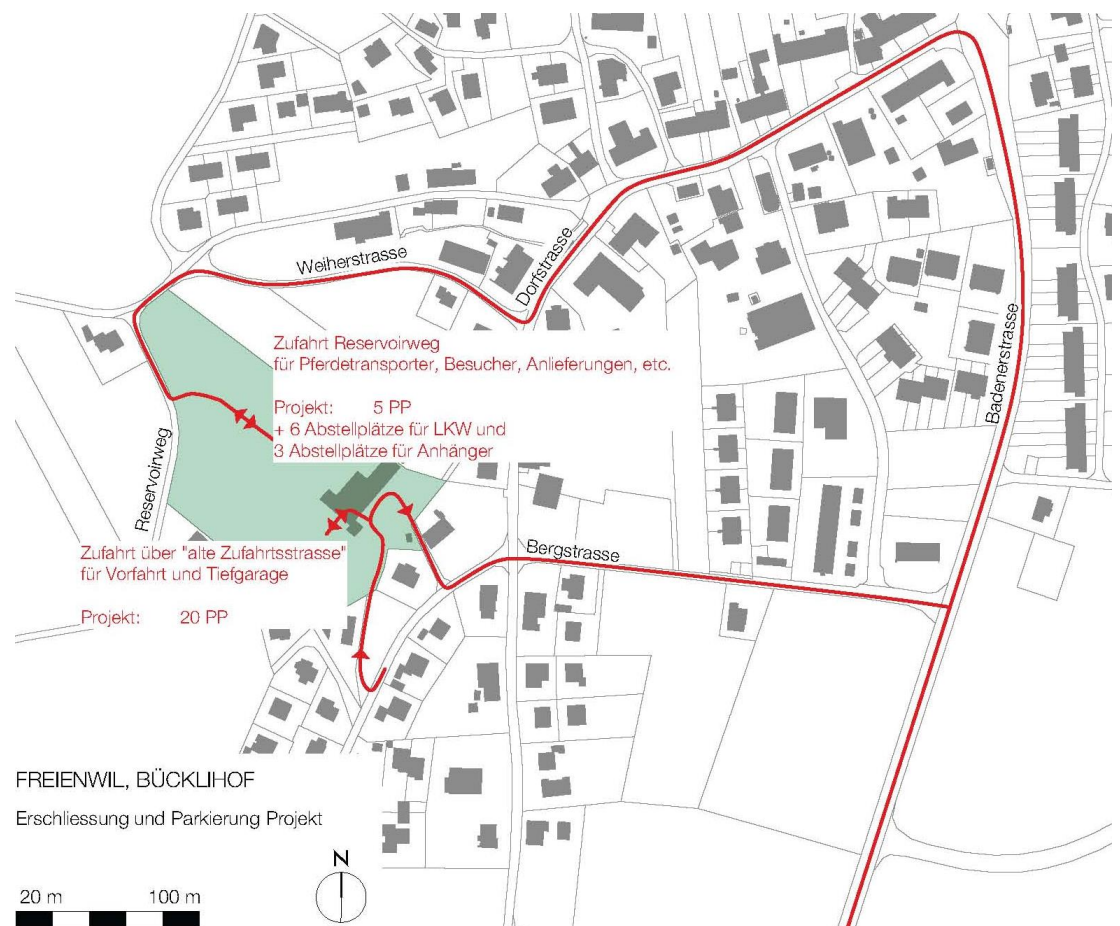 Weiherstrasse
Dorfstrasse
Zufahrt Reservoirweg
für Pferdetransporter, Besucher, Anlieferungen, etc.
Projekt: 5 PP
+ 6 Abstellplätze für LKW und
3 Abstellplätze für Anhänger
Badenerstrasse
Reservoirweg
Zufahrt über "alte Zufahrtsstrasse"
für Vorfahrt und Tiefgarage
Projekt: 20 PP
Bergstrasse
FREIENWIL, BÜCKLIHOF
Erschliessung und Parkierung Projekt
N
20 m 100 m